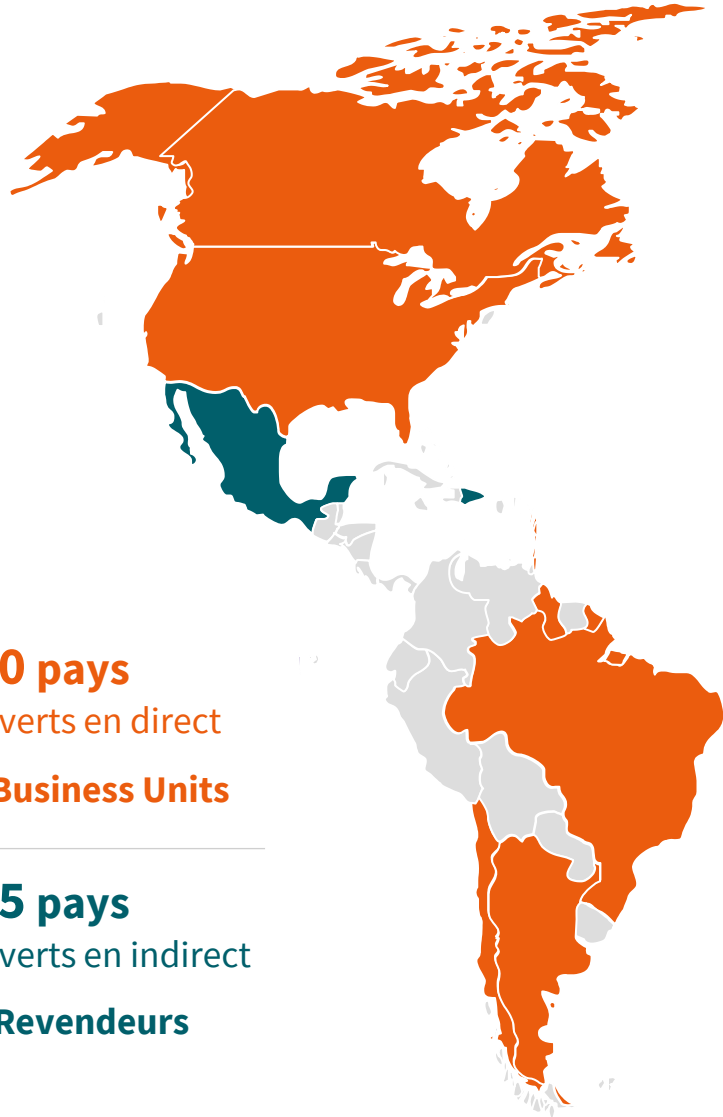 0 pays
verts en direct
Business Units
5 pays
verts en indirect
Revendeurs